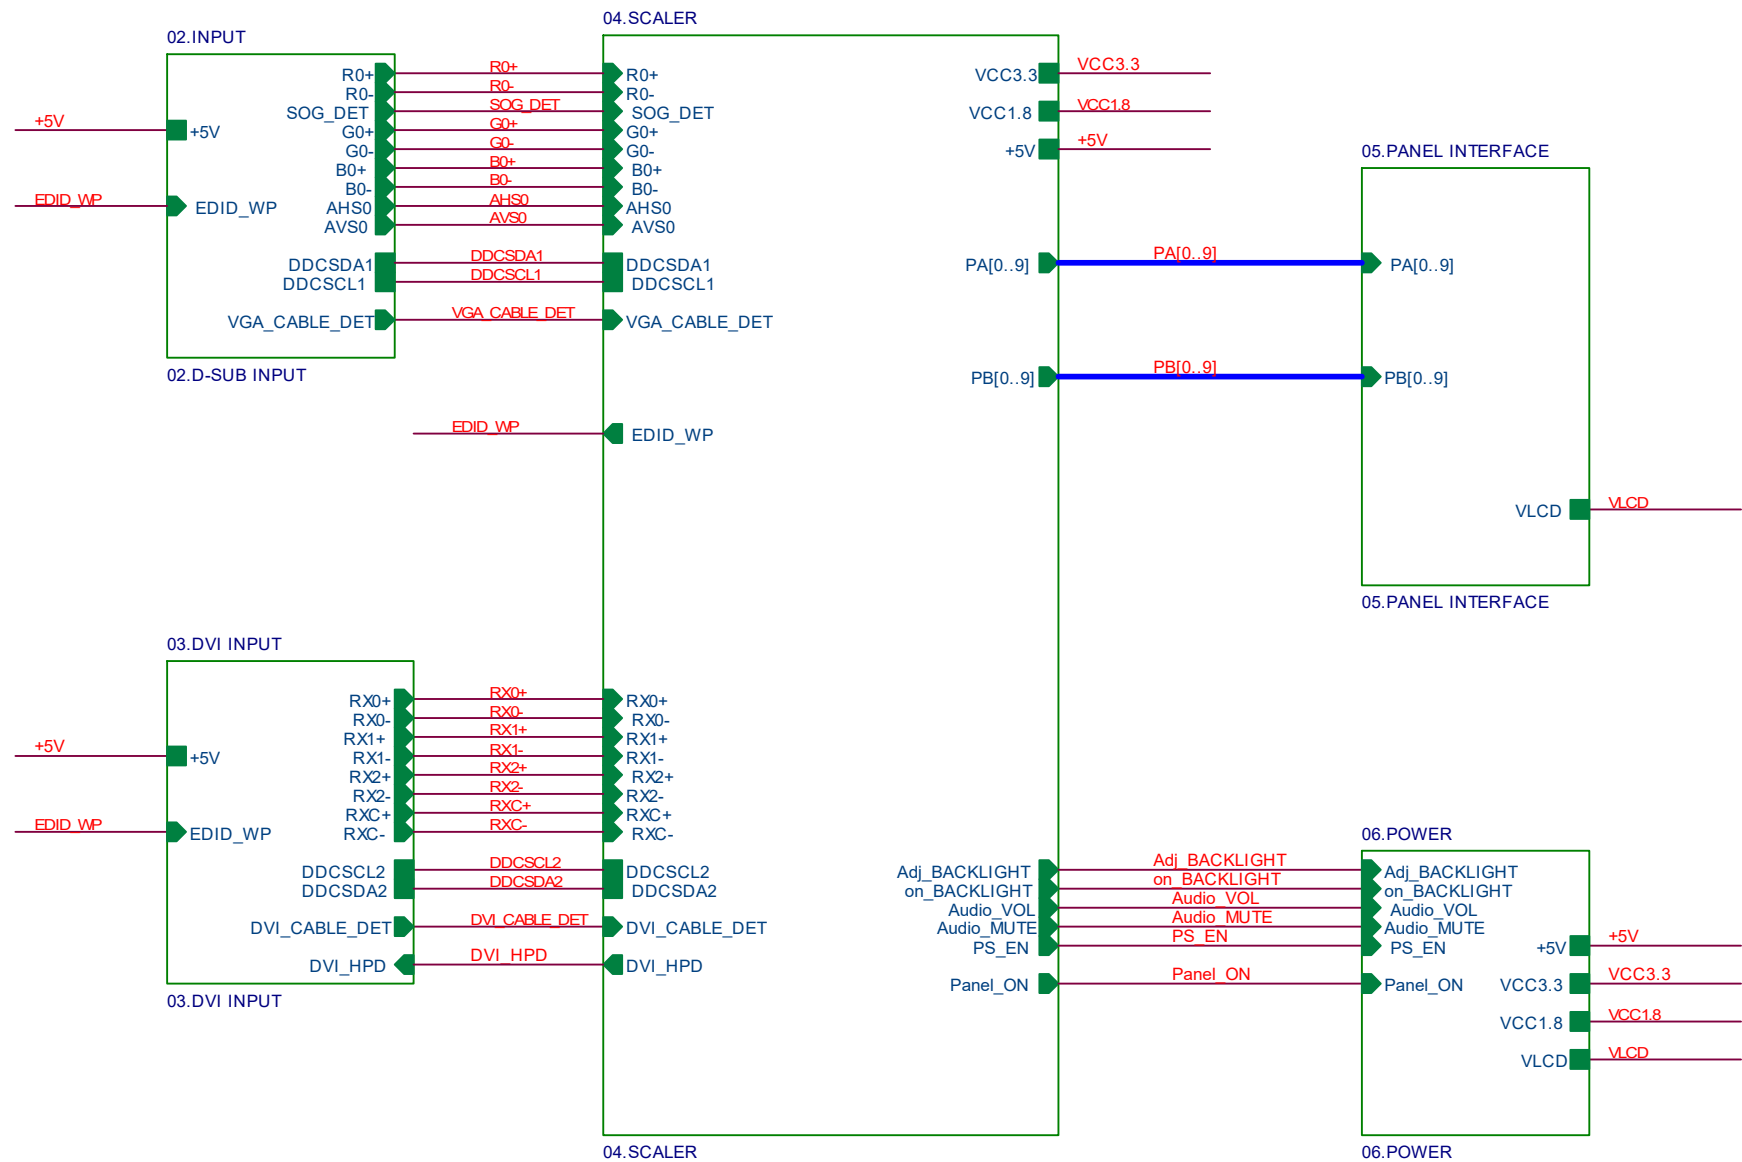 04.SCALER
02.INPUT
R0+ R0+ R0+
R0- R0- R0-
SOG_DET SOG_DET SOG_DET
+5V +5V G0+ G0+ G0+
G0- G0- G0-
B0+ B0+ B0+
B0- B0- B0-
EDID_WP EDID_WP AHS0 AHS0 AHS0
AVS0 AVS0 AVS0
DDCSDA1 DDCSDA1 DDCSDA1
DDCSCL1 DDCSCL1 DDCSCL1
VGA_CABLE_DET VGA_CABLE_DET VGA_CABLE_DET
02.D-SUB INPUT
EDID_WP EDID_WP
VCC3.3 VCC3.3
VCC1.8 VCC1.8
+5V +5V
05.PANEL INTERFACE
PA[0..9] PA[0..9] PA[0..9]
PB[0..9] PB[0..9] PB[0..9]
VLCD VLCD
05.PANEL INTERFACE
03.DVI INPUT
RX0+ RX0+ RX0+
RX0- RX0- RX0-
RX1+ RX1+ RX1+
+5V +5V RX1- RX1- RX1-
RX2+ RX2+ RX2+
RX2- RX2- RX2-
RXC+ RXC+ RXC+
EDID_WP EDID_WP RXC- RXC- RXC-
DDCSCL2 DDCSCL2 DDCSCL2
DDCSDA2 DDCSDA2 DDCSDA2
DVI_CABLE_DET DVI_CABLE_DET DVI_CABLE_DET
DVI_HPD DVI_HPD DVI_HPD
03.DVI INPUT
06.POWER
Adj_BACKLIGHT Adj_BACKLIGHT Adj_BACKLIGHT
on_BACKLIGHT on_BACKLIGHT on_BACKLIGHT
Audio_VOL Audio_VOL Audio_VOL
Audio_MUTE Audio_MUTE Audio_MUTE
PS_EN PS_EN PS_EN +5V +5V
Panel_ON Panel_ON Panel_ON VCC3.3 VCC3.3
VCC1.8 VCC1.8
VLCD VLCD
04.SCALER
06.POWER